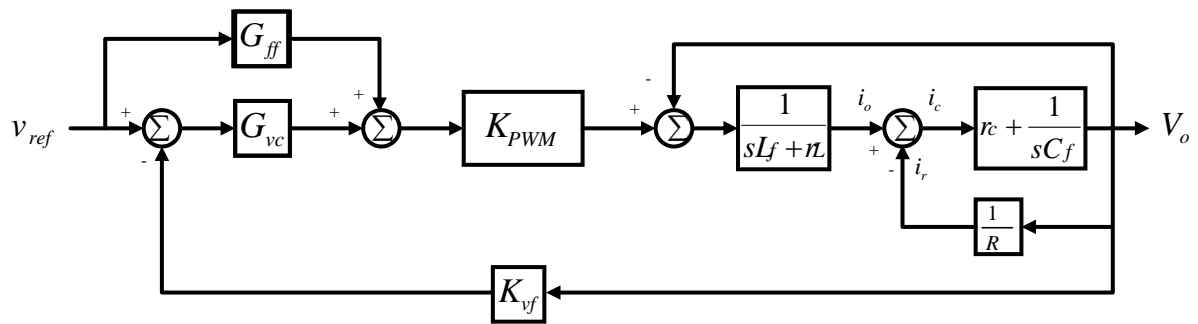 G_ff
+
v_ref
+
Σ
-
G_vc
+
Σ
K_PWM
-
+
Σ
1
sL_f + r_L
i_o
+
Σ
-
i_c
i_r
r_c + 1
sC_f
V_o
1
R
K_vf